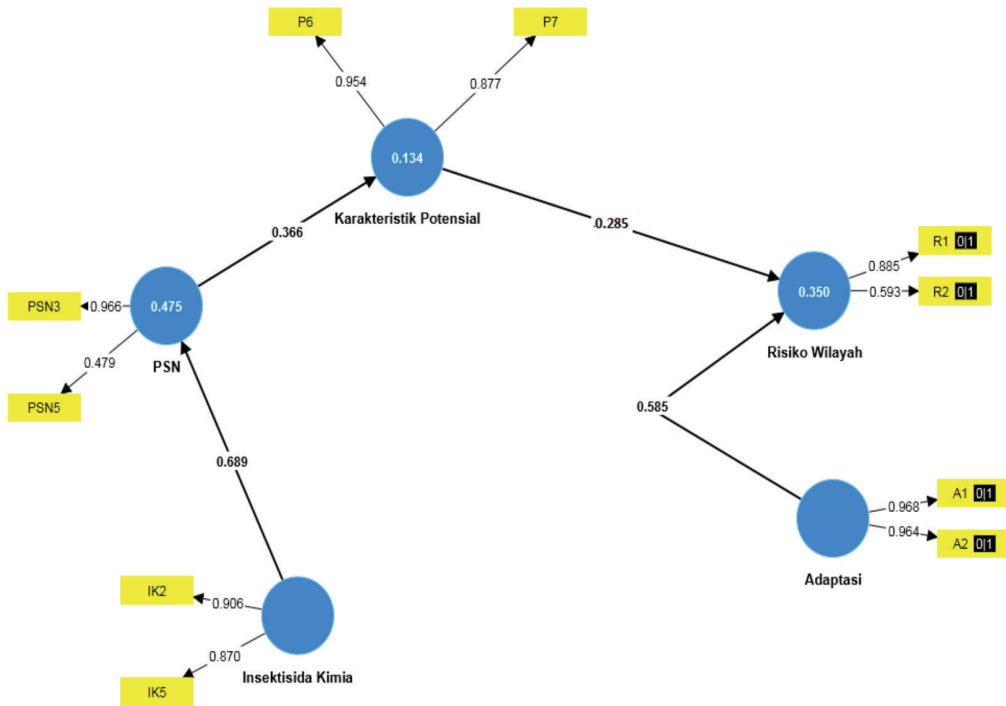 P6
P7
0.954
0.877
0.134
Karakteristik Potensial
0.366
0.285
R1 0|1
0.885
R2 0|1
0.593
0.350
Risiko Wilayah
PSN3
0.966
0.475
PSN
0.479
PSN5
0.585
0.689
A1 0|1
0.968
0.964
A2 0|1
Adaptasi
IK2
0.906
0.870
IK5
Insektisida Kimia